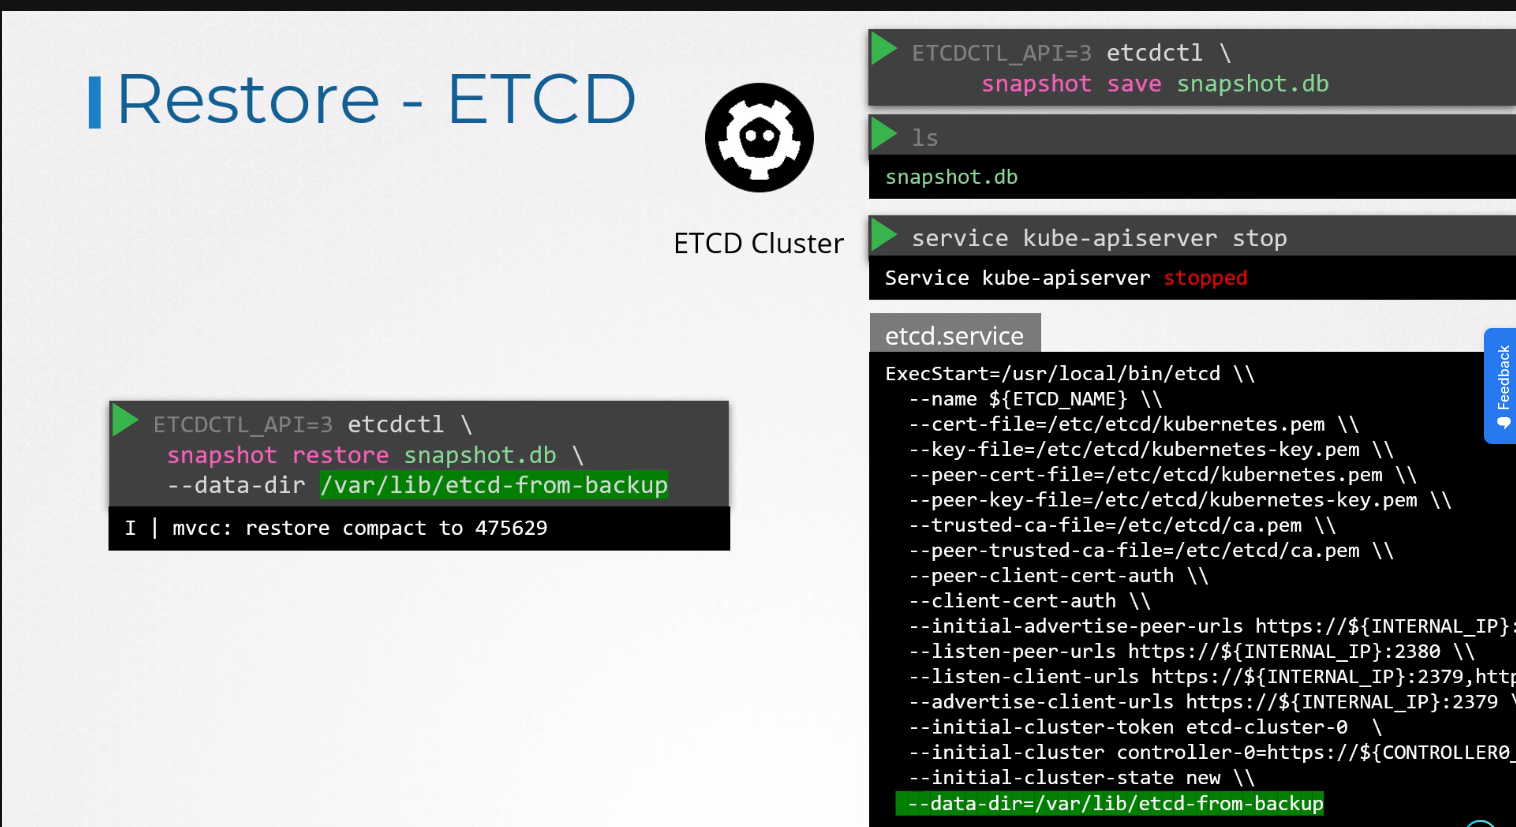 Restore - ETCD
ETCD Cluster
ETCDCTL_API=3 etcdctl \
snapshot restore snapshot.db \
--data-dir /var/lib/etcd-from-backup
I | mvcc: restore compact to 475629
ETCDCTL_API=3 etcdctl \
snapshot save snapshot.db
ls
snapshot.db
service kube-apiserver stop
Service kube-apiserver stopped
etcd.service
ExecStart=/usr/local/bin/etcd \\
--name ${ETCD_NAME} \\
--cert-file=/etc/etcd/kubernetes.pem \\
--key-file=/etc/etcd/kubernetes-key.pem \\
--peer-cert-file=/etc/etcd/kubernetes.pem \\
--peer-key-file=/etc/etcd/kubernetes-key.pem \\
--trusted-ca-file=/etc/etcd/ca.pem \\
--peer-trusted-ca-file=/etc/etcd/ca.pem \\
--peer-client-cert-auth \\
--client-cert-auth \\
--initial-advertise-peer-urls https://${INTERNAL_IP}:
--listen-peer-urls https://${INTERNAL_IP}:2380 \\
--listen-client-urls https://${INTERNAL_IP}:2379,http
--advertise-client-urls https://${INTERNAL_IP}:2379 \
--initial-cluster-token etcd-cluster-0 \
--initial-cluster controller-0=https://${CONTROLLER0_
--initial-cluster-state new \\
--data-dir=/var/lib/etcd-from-backup
Feedback